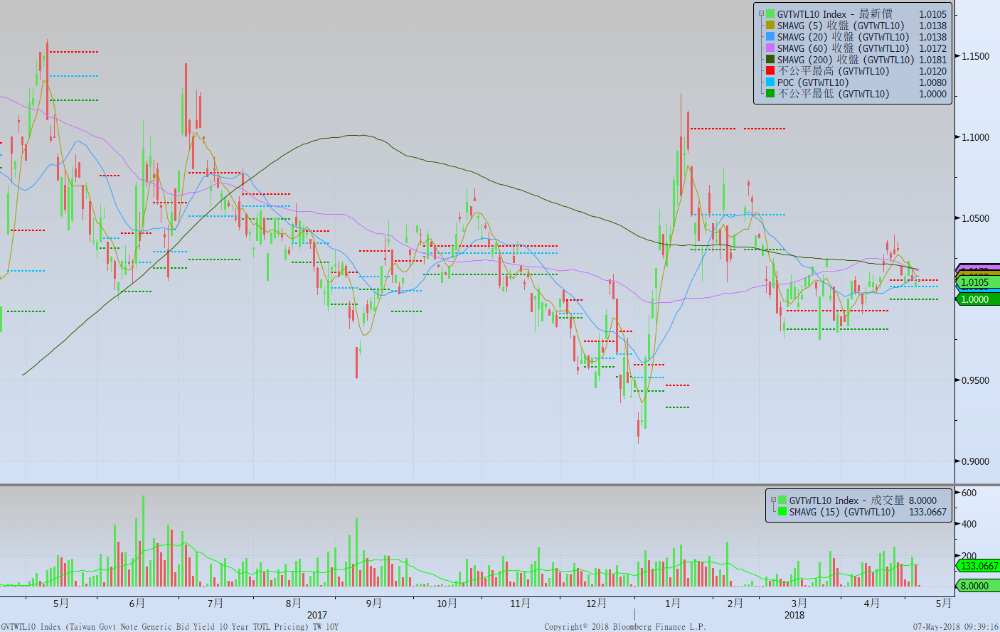 GVTWTL10 Index - 最新價 1.0105
SMAVG (5) 收盤 (GVTWTL10) 1.0138
SMAVG (20) 收盤 (GVTWTL10) 1.0138
SMAVG (60) 收盤 (GVTWTL10) 1.0172
SMAVG (200) 收盤 (GVTWTL10) 1.0181
不公平最高 (GVTWTL10) 1.0120
POC (GVTWTL10) 1.0080
不公平最低 (GVTWTL10) 1.0000
1.1500
1.1000
1.0500
1.0105
1.0000
0.9500
0.9000
GVTWTL10 Index - 成交量 8.0000
SMAVG (15) (GVTWTL10) 133.0667
600
400
200
133.0667
8.0000
5月 6月 7月 8月 9月 10月 11月 12月 1月 2月 3月 4月 5月
2017 2018
GVTWTL10 Index (Taiwan Govt Note Generic Bid Yield 10 Year TOTL Pricing) TW 10Y Copyright© 2018 Bloomberg Finance L.P. 07-May-2018 09:39:16